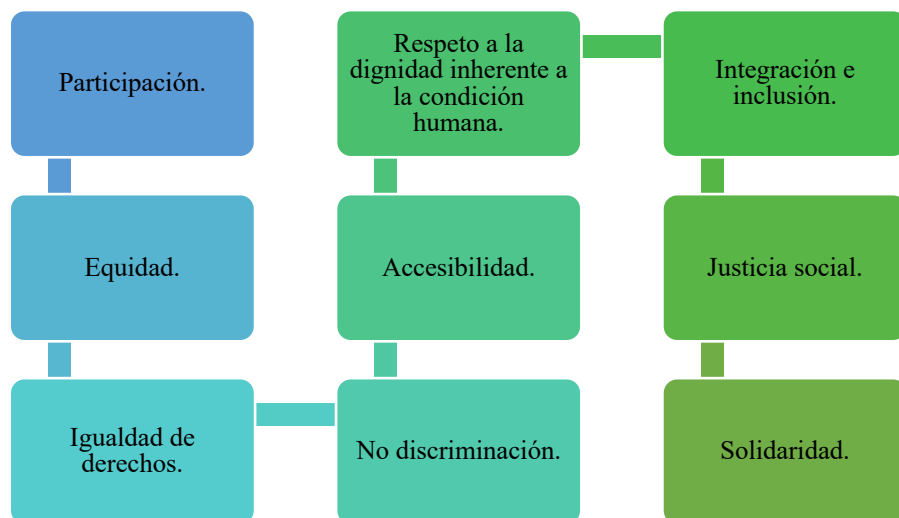 Participación.
Equidad.
Igualdad de
derechos.
No discriminación.
Accesibilidad.
Respeto a la
dignidad inherente a
la condición
humana.
Integración e
inclusión.
Justicia social.
Solidaridad.